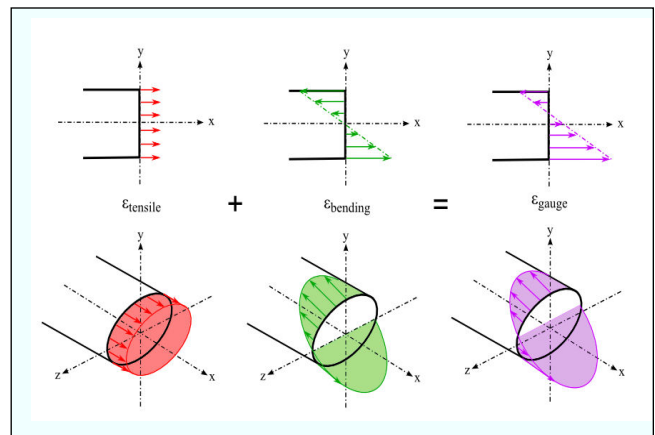 y y y
x x x
εtensile + εbending = εgauge
y y y
z x z x z x